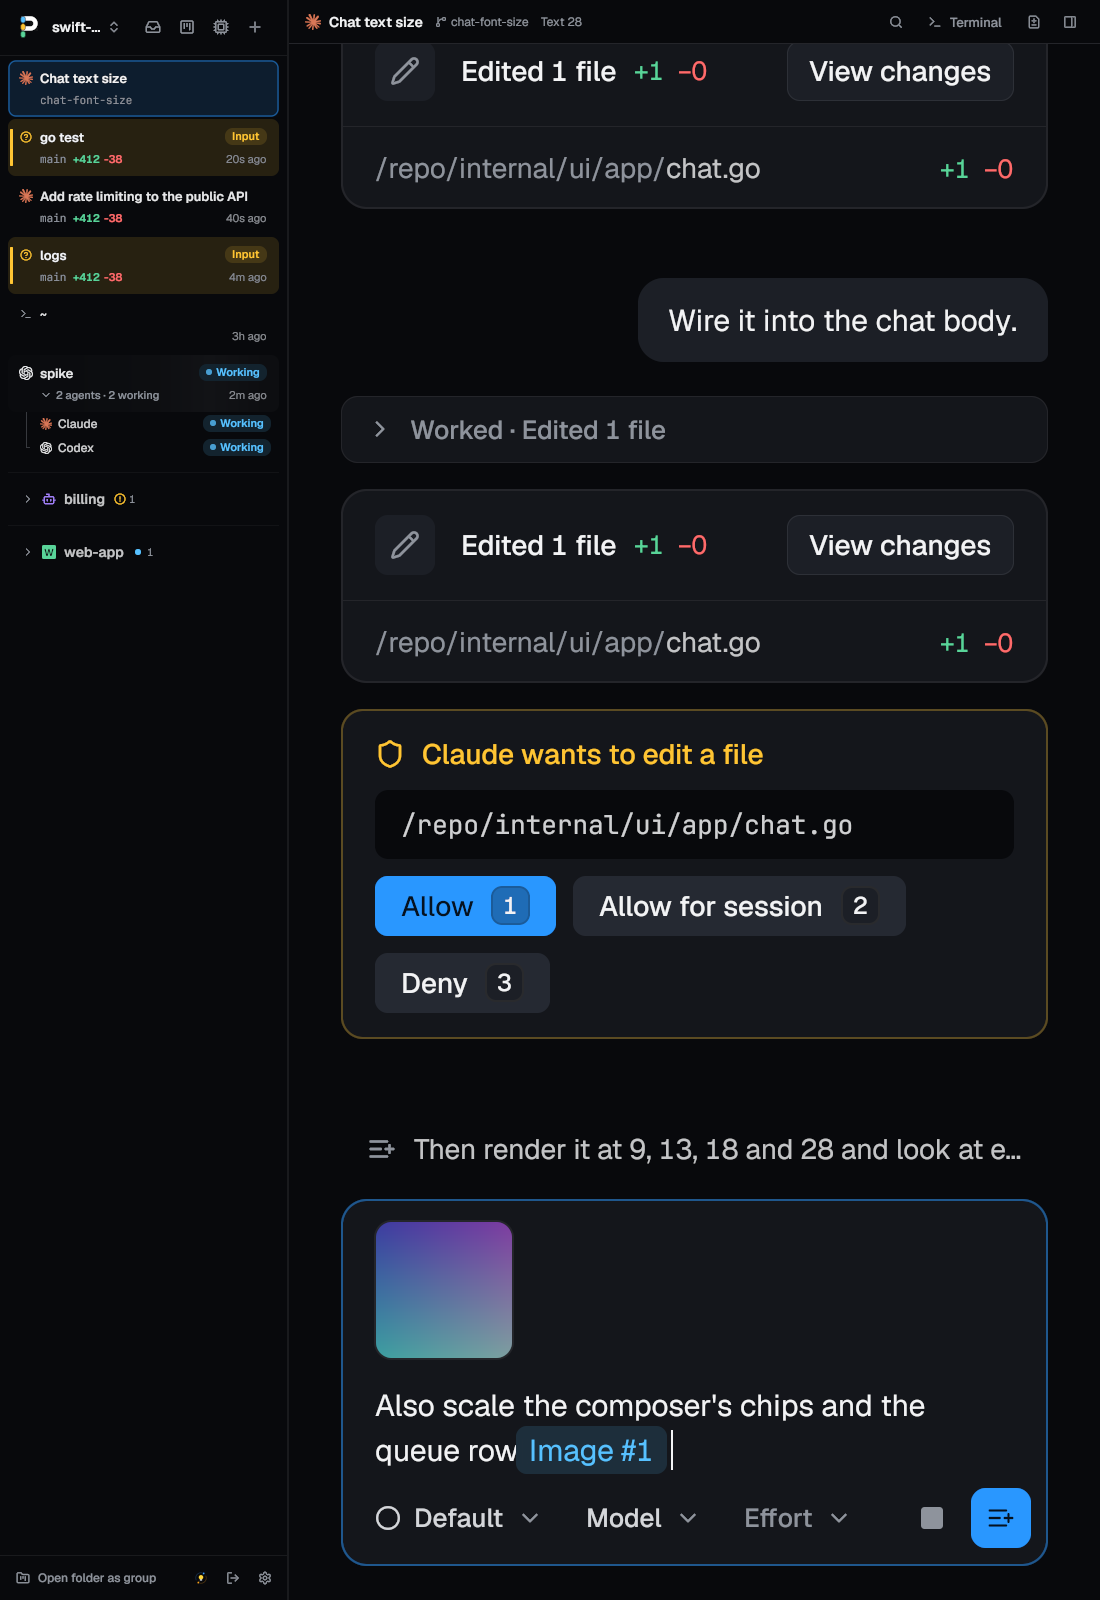 swift-...
Chat text size
chat-font-size
go test
Input
main +412 -38
20s ago
Add rate limiting to the public API
main +412 -38
40s ago
logs
Input
main +412 -38
4m ago
~
3h ago
spike
Working
2 agents · 2 working
2m ago
Claude
Working
Codex
Working
billing
1
W
web-app
1
Open folder as group
Chat text size
chat-font-size
Text 28
Terminal
Edited 1 file +1 −0
View changes
/repo/internal/ui/app/chat.go
+1 −0
Wire it into the chat body.
Worked · Edited 1 file
Edited 1 file +1 −0
View changes
/repo/internal/ui/app/chat.go
+1 −0
Claude wants to edit a file
/repo/internal/ui/app/chat.go
Allow 1
Allow for session 2
Deny 3
Then render it at 9, 13, 18 and 28 and look at e...
Also scale the composer's chips and the
queue row Image #1
Default
Model
Effort